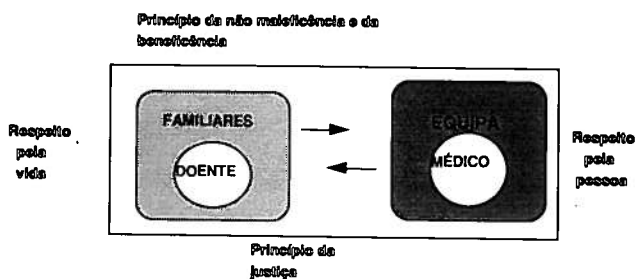 Princípio da não maleficência e da
beneficência
FAMILIARES
EQUIPA
Respeito
pela
vida
DOENTE
MÉDICO
Respeito
pela
pessoa
Princípio da
justiça